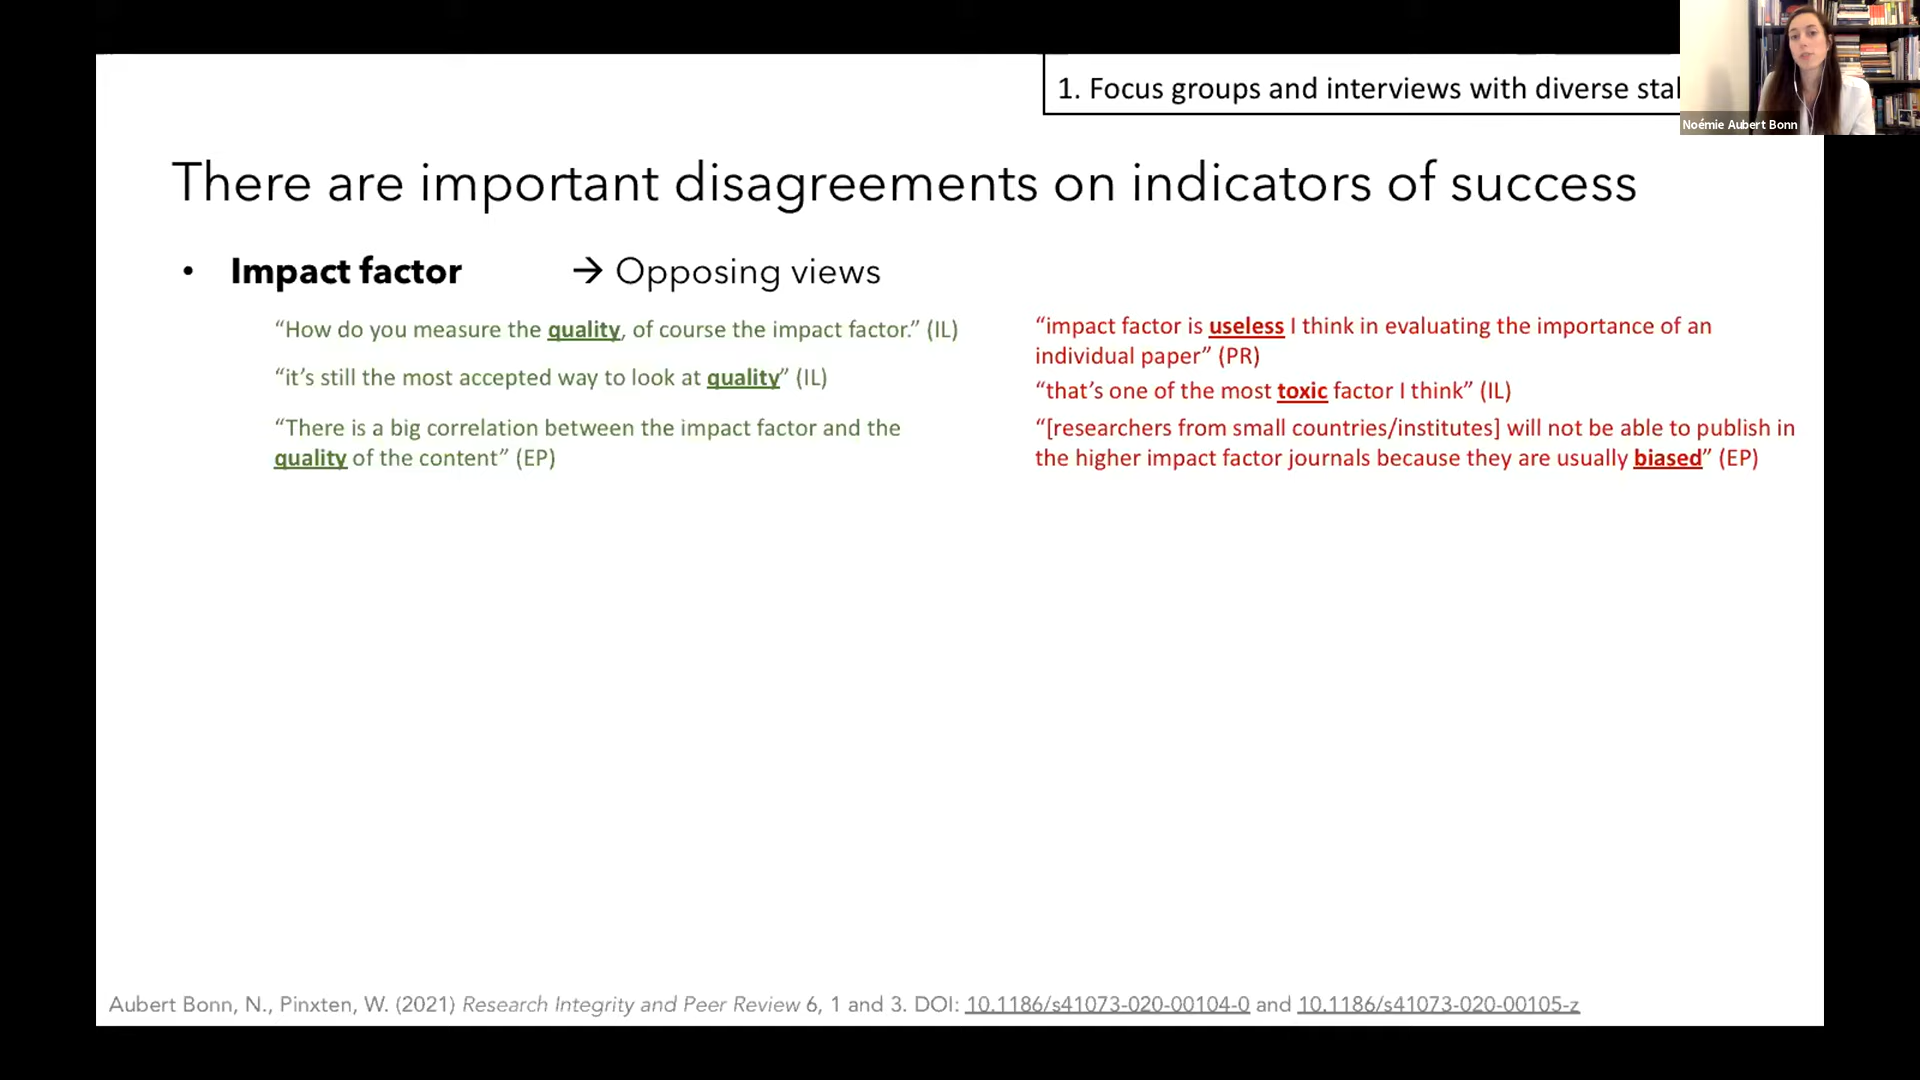 1. Focus groups and interviews with diverse
Noémie Aubert Bonn
There are important disagreements on indicators of success
• Impact factor → Opposing views
“How do you measure the quality, of course the impact factor.” (IL)
“it’s still the most accepted way to look at quality” (IL)
“There is a big correlation between the impact factor and the
quality of the content” (EP)
“impact factor is useless I think in evaluating the importance of an
individual paper” (PR)
“that’s one of the most toxic factor I think” (IL)
“[researchers from small countries/institutes] will not be able to publish in
the higher impact factor journals because they are usually biased” (EP)
Aubert Bonn, N., Pinxten, W. (2021) Research Integrity and Peer Review 6, 1 and 3. DOI: 10.1186/s41073-020-00104-0 and 10.1186/s41073-020-00105-z